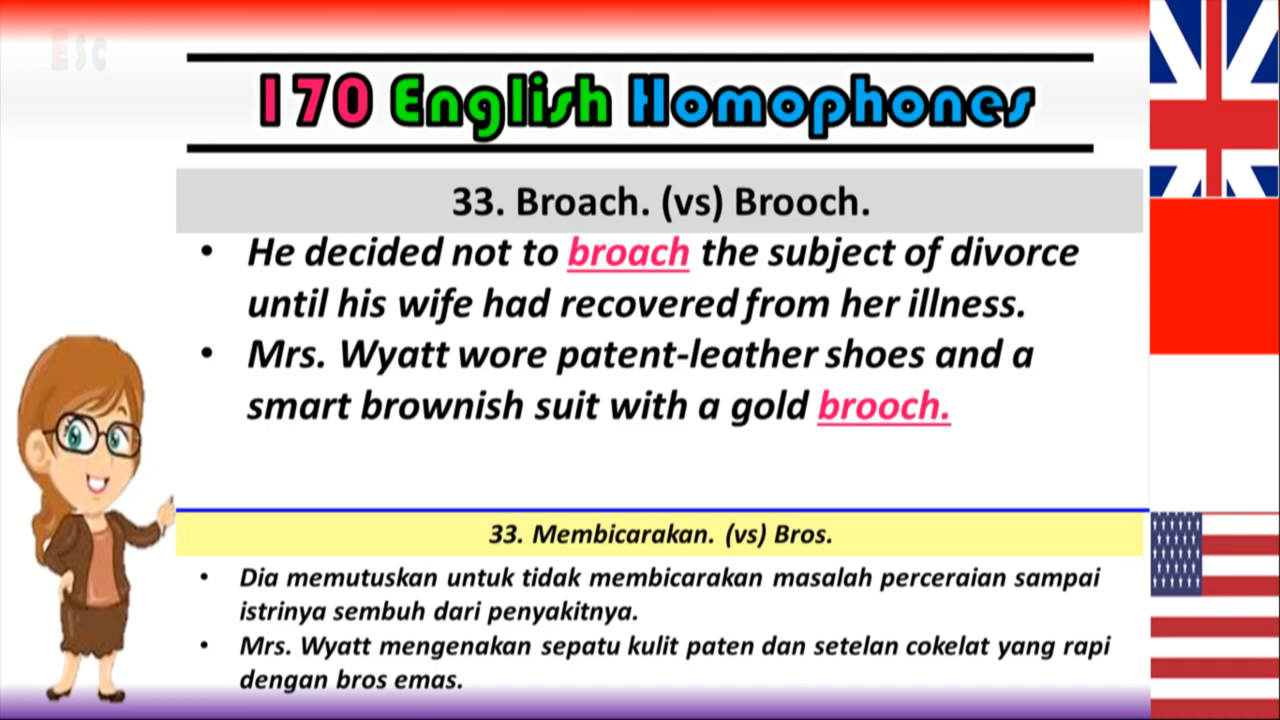 Esc
170 English Homophones
33. Broach. (vs) Brooch.
• He decided not to broach the subject of divorce
until his wife had recovered from her illness.
• Mrs. Wyatt wore patent-leather shoes and a
smart brownish suit with a gold brooch.
33. Membicarakan. (vs) Bros.
• Dia memutuskan untuk tidak membicarakan masalah perceraian sampai
istrinya sembuh dari penyakitnya.
• Mrs. Wyatt mengenakan sepatu kulit paten dan setelan cokelat yang rapi
dengan bros emas.